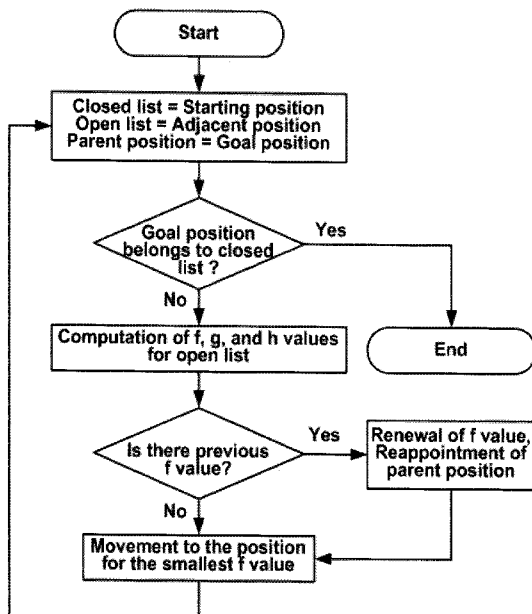 Start
Closed list = Starting position
Open list = Adjacent position
Parent position = Goal position
Goal position
belongs to closed
list ?
Yes
No
End
Computation of f, g, and h values
for open list
Is there previous
f value?
Yes
Renewal of f value,
Reappointment of
parent position
No
Movement to the position
for the smallest f value